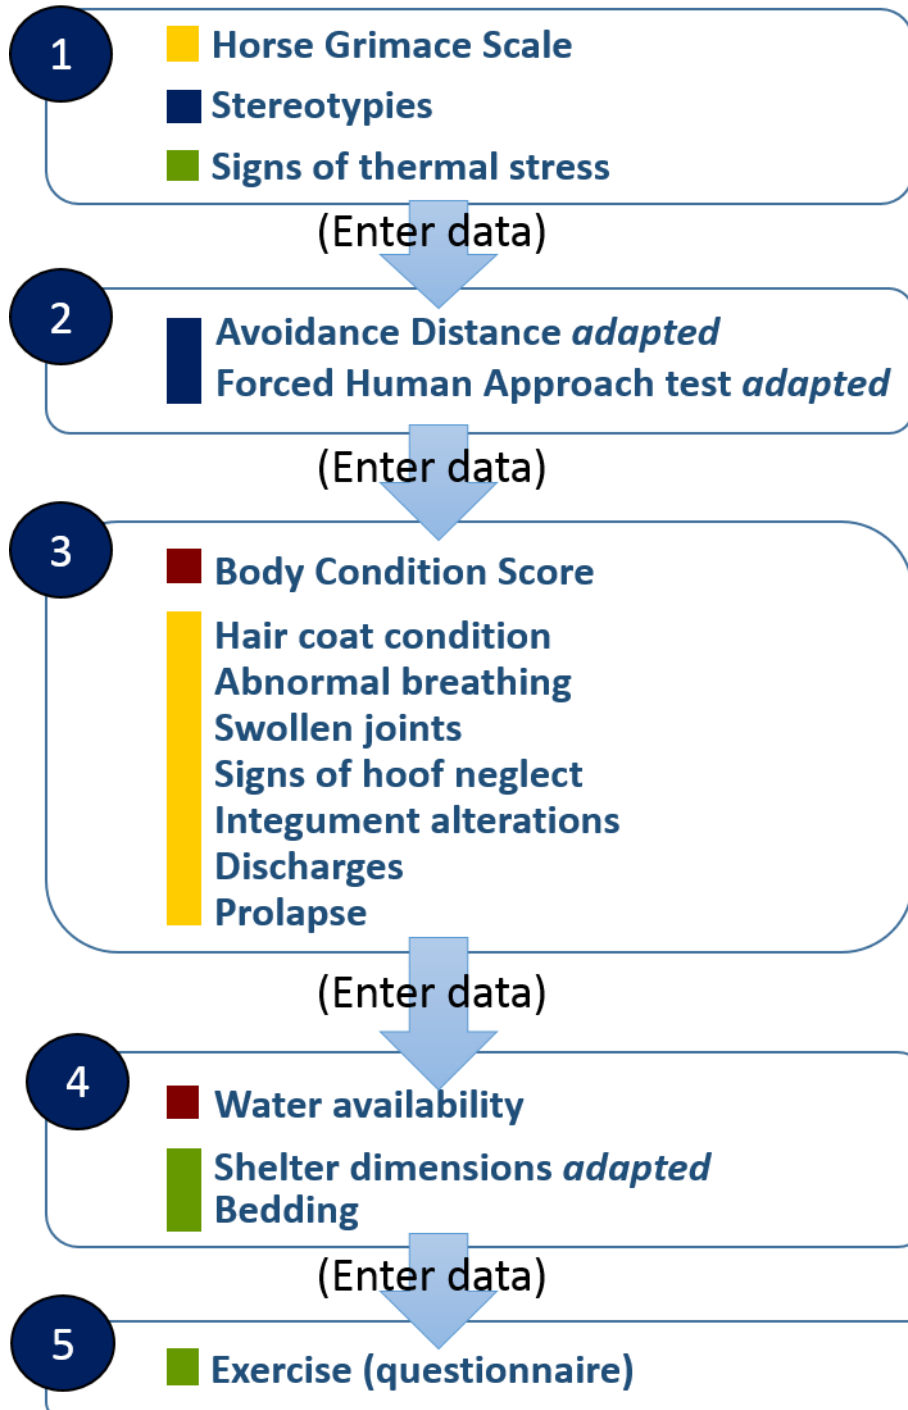 1
Horse Grimace Scale
Stereotypies
Signs of thermal stress
(Enter data)
2
Avoidance Distance adapted
Forced Human Approach test adapted
(Enter data)
3
Body Condition Score
Hair coat condition
Abnormal breathing
Swollen joints
Signs of hoof neglect
Integument alterations
Discharges
Prolapse
(Enter data)
4
Water availability
Shelter dimensions adapted
Bedding
(Enter data)
5
Exercise (questionnaire)